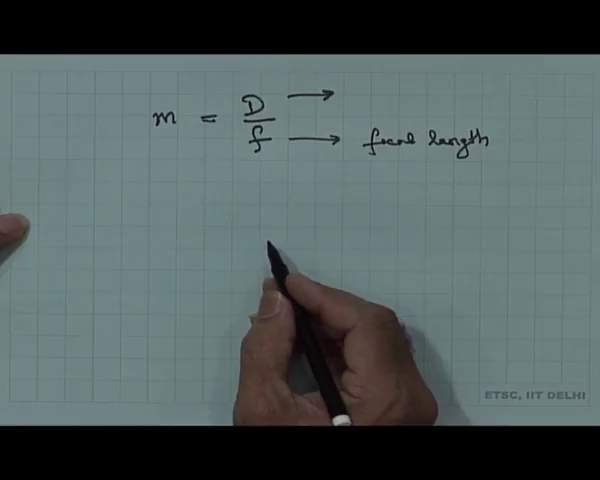 m = D/f →
→ focal length
ETSC, IIT DELHI